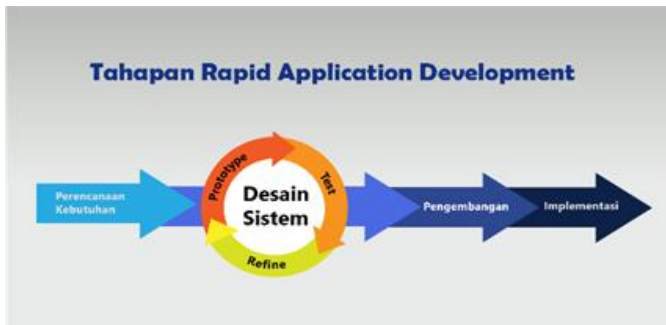 Tahapan Rapid Application Development
Perencanaan
Kebutuhan
Prototype
Test
Refine
Desain
Sistem
Pengembangan
Implementasi